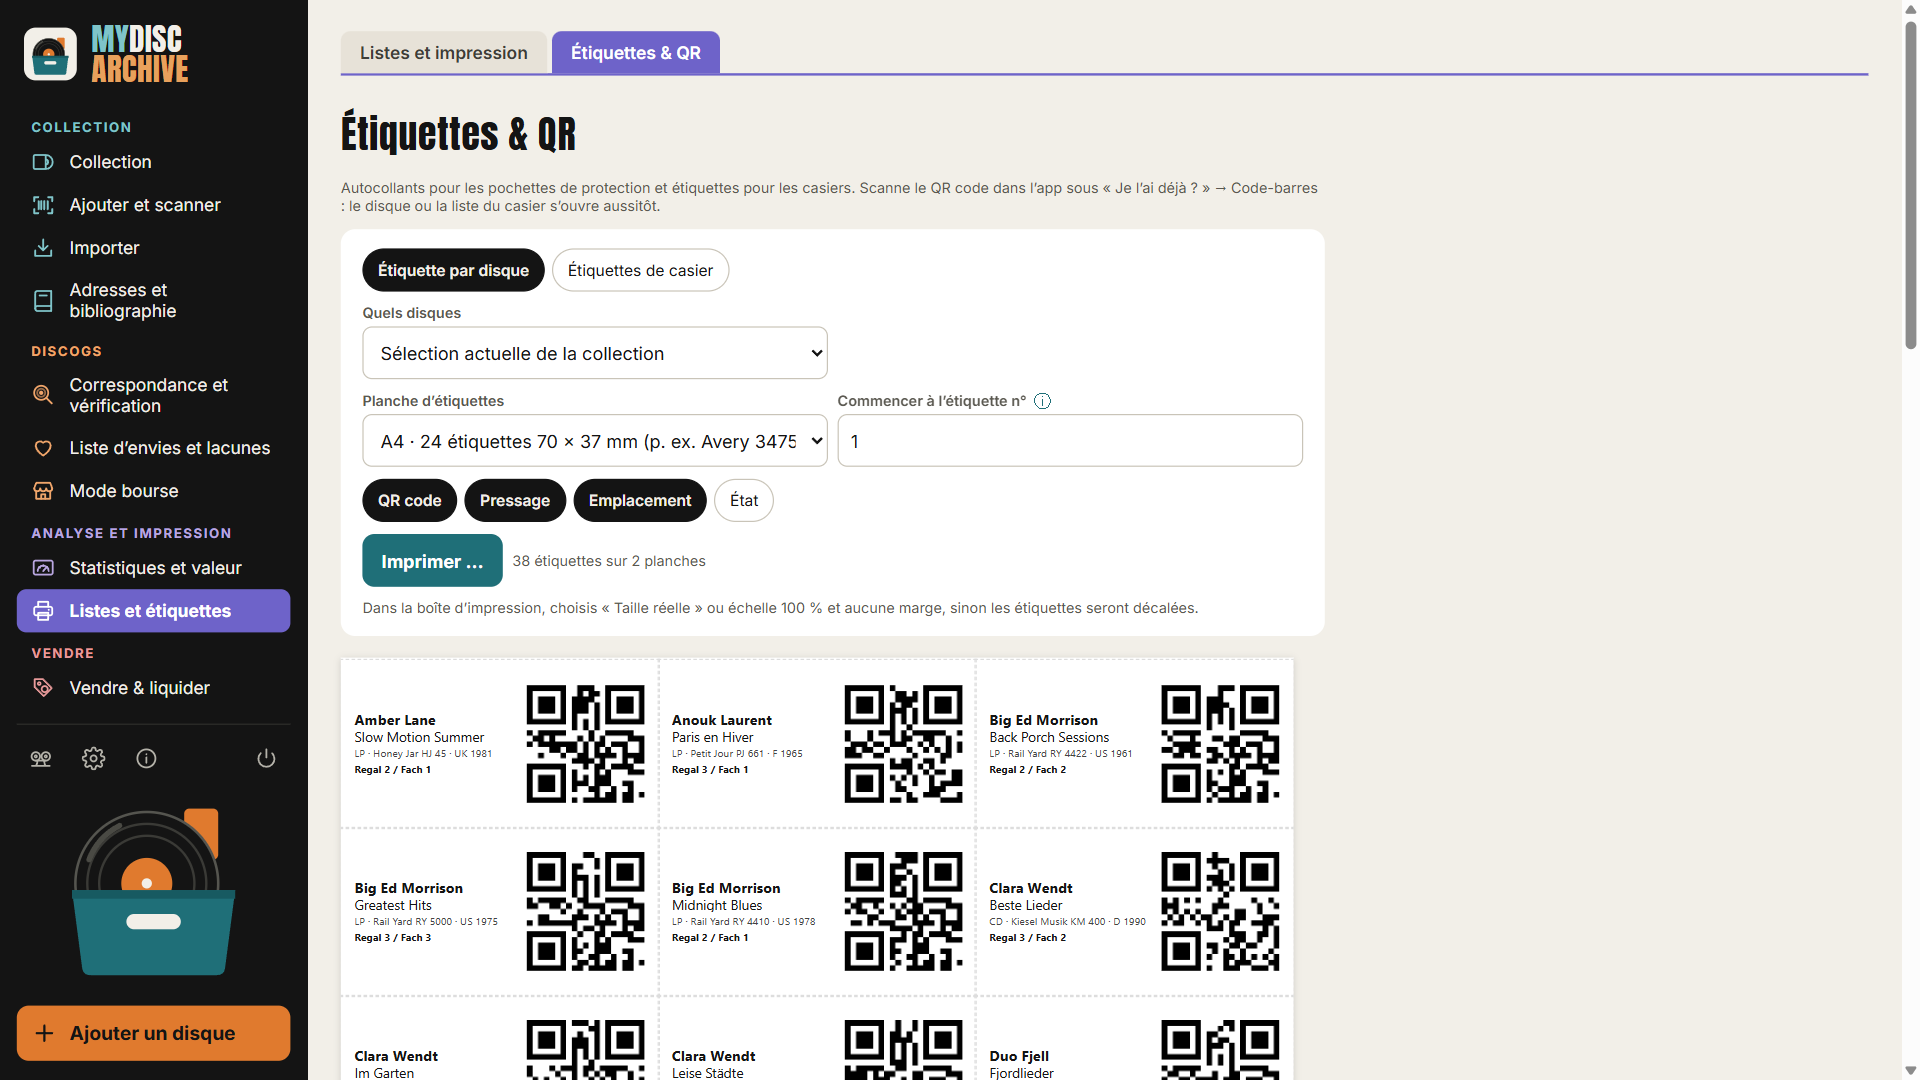 MYDISC
ARCHIVE
COLLECTION
Collection
Ajouter et scanner
Importer
Adresses et
bibliographie
DISCOGS
Correspondance et
vérification
Liste d’envies et lacunes
Mode bourse
ANALYSE ET IMPRESSION
Statistiques et valeur
Listes et étiquettes
VENDRE
Vendre & liquider
Ajouter un disque
Listes et impression
Étiquettes & QR
Étiquettes & QR
Autocollants pour les pochettes de protection et étiquettes pour les casiers. Scanne le QR code dans l’app sous « Je l’ai déjà ? » → Code-barres
: le disque ou la liste du casier s’ouvre aussitôt.
Étiquette par disque
Étiquettes de casier
Quels disques
Sélection actuelle de la collection
Planche d’étiquettes
Commencer à l’étiquette n°
A4 · 24 étiquettes 70 × 37 mm (p. ex. Avery 3475
1
QR code
Pressage
Emplacement
État
Imprimer ...
38 étiquettes sur 2 planches
Dans la boîte d’impression, choisis « Taille réelle » ou échelle 100 % et aucune marge, sinon les étiquettes seront décalées.
Amber Lane
Slow Motion Summer
LP · Honey Jar HJ 45 · UK 1981
Regal 2 / Fach 1
Anouk Laurent
Paris en Hiver
LP · Petit Jour PJ 661 · F 1965
Regal 3 / Fach 1
Big Ed Morrison
Back Porch Sessions
LP · Rail Yard RY 4422 · US 1961
Regal 2 / Fach 2
Big Ed Morrison
Greatest Hits
LP · Rail Yard RY 5000 · US 1975
Regal 3 / Fach 3
Big Ed Morrison
Midnight Blues
LP · Rail Yard RY 4410 · US 1978
Regal 2 / Fach 1
Clara Wendt
Beste Lieder
CD · Kiesel Musik KM 400 · D 1990
Regal 3 / Fach 2
Clara Wendt
Im Garten
Clara Wendt
Leise Städte
Duo Fjell
Fjordlieder